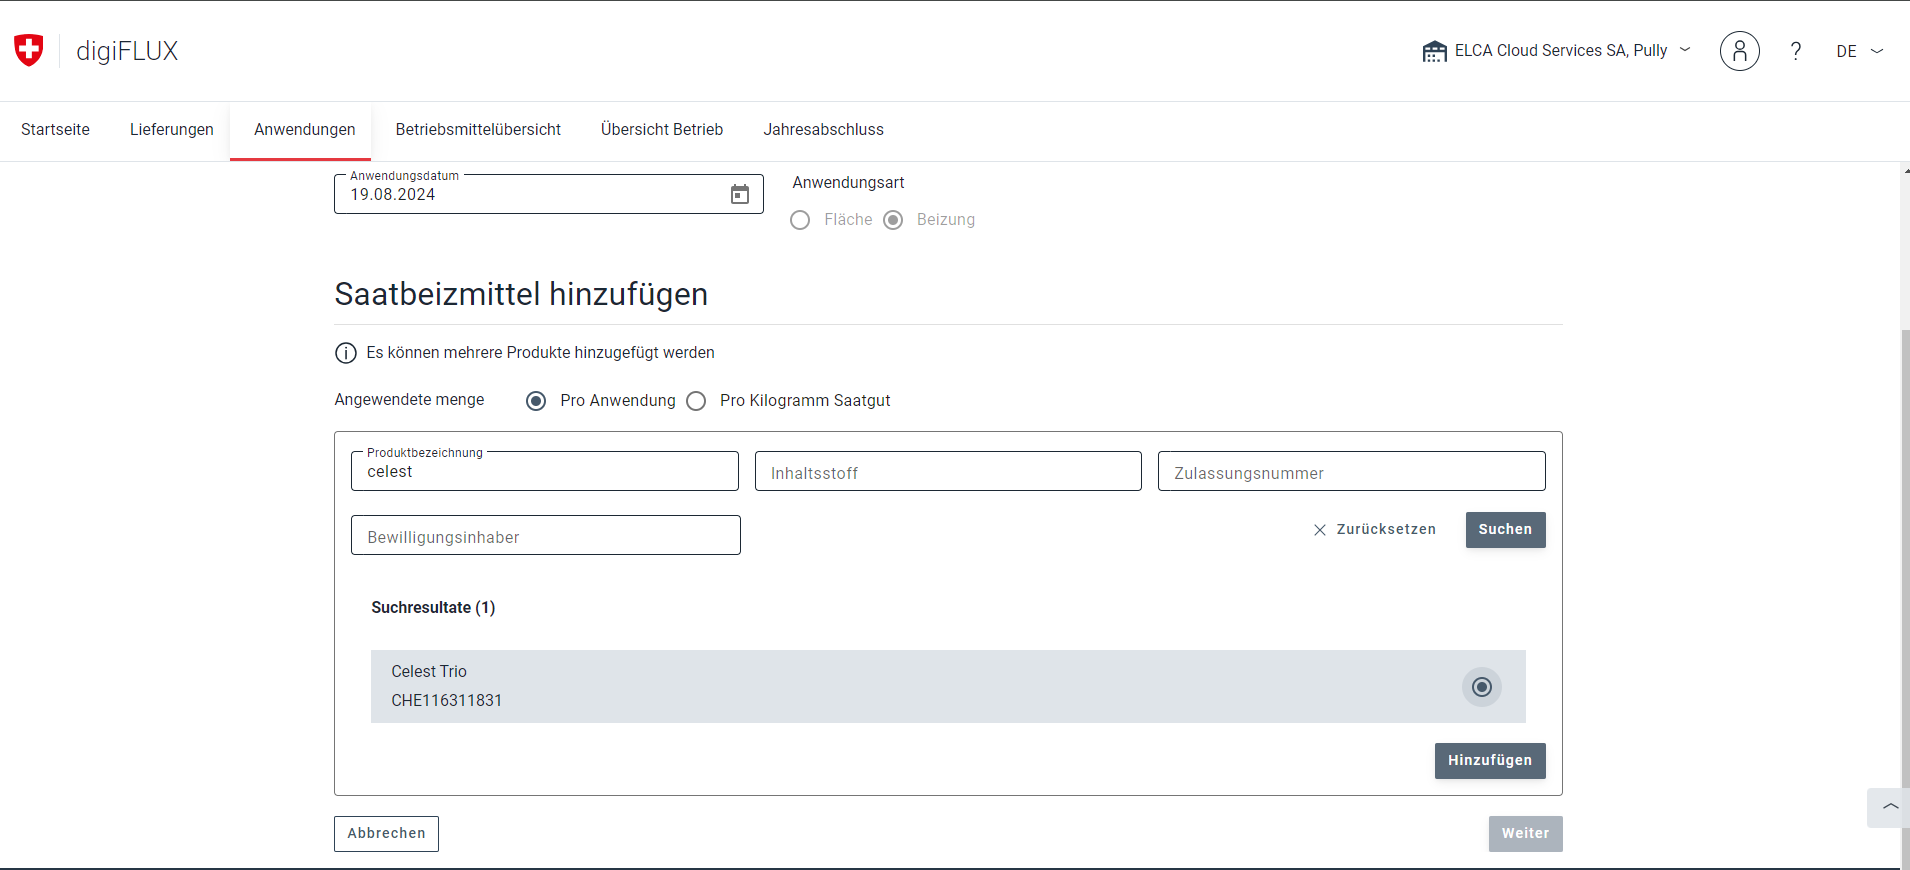 digiFLUX
ELCA Cloud Services SA, Pully
?
DE
Startseite
Lieferungen
Anwendungen
Betriebsmittelübersicht
Übersicht Betrieb
Jahresabschluss
Anwendungsdatum
19.08.2024
Anwendungsart
Fläche
Beizung
Saatbeizmittel hinzufügen
Es können mehrere Produkte hinzugefügt werden
Angewendete menge
Pro Anwendung
Pro Kilogramm Saatgut
Produktbezeichnung
celest
Inhaltsstoff
Zulassungsnummer
Bewilligungsinhaber
Zurücksetzen
Suchen
Suchresultate (1)
Celest Trio
CHE116311831
Hinzufügen
Abbrechen
Weiter